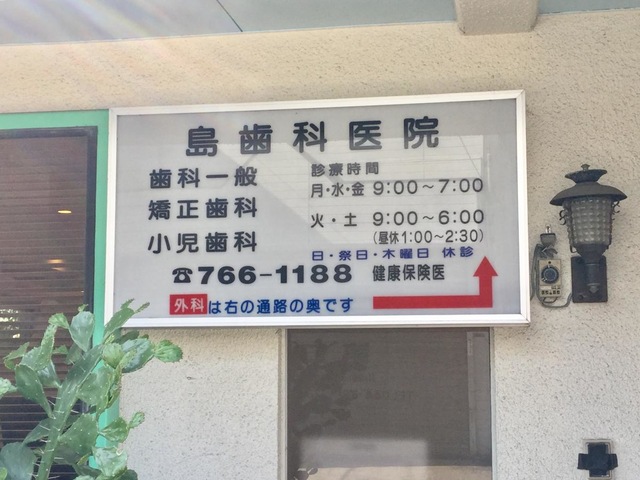 島歯科医院
歯科一般
矯正歯科
小児歯科
診療時間
月・水・金 9:00～7:00
火・土 9:00～6:00
(昼休1:00～2:30)
日・祭日・木曜日 休診
☎766-1188 健康保険医
外科は右の通路の奥です